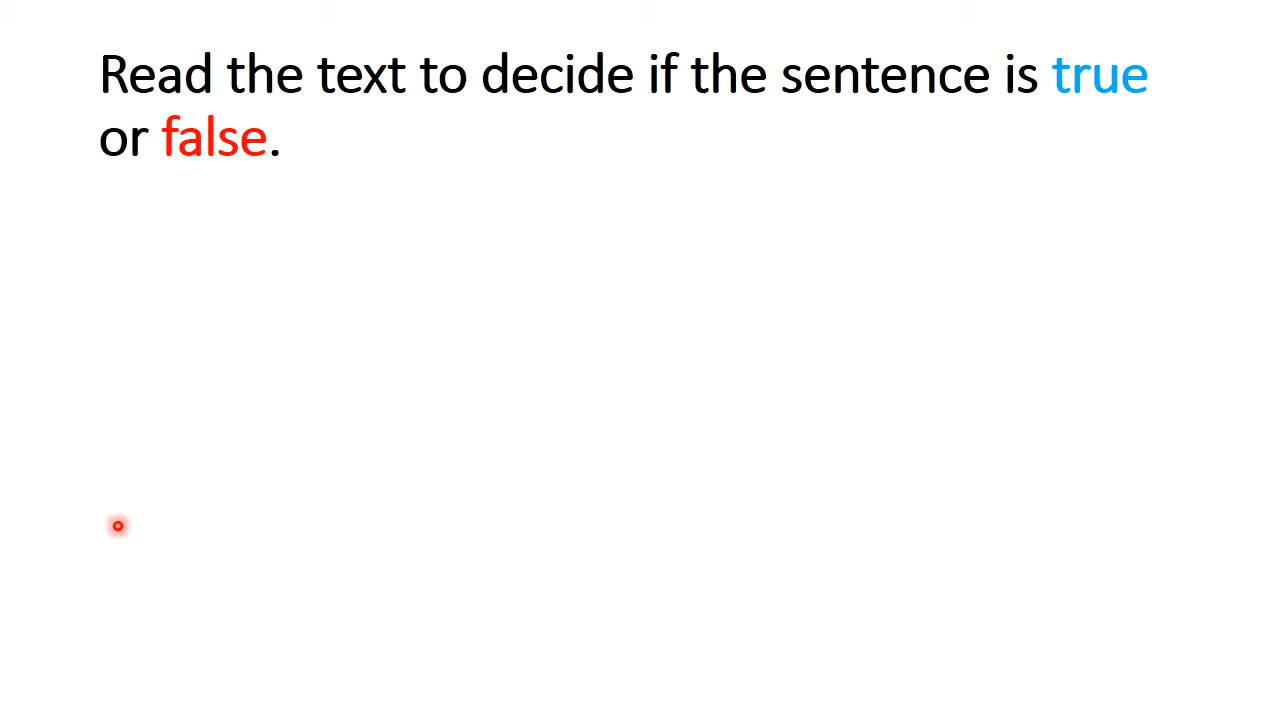 Read the text to decide if the sentence is true
or false.